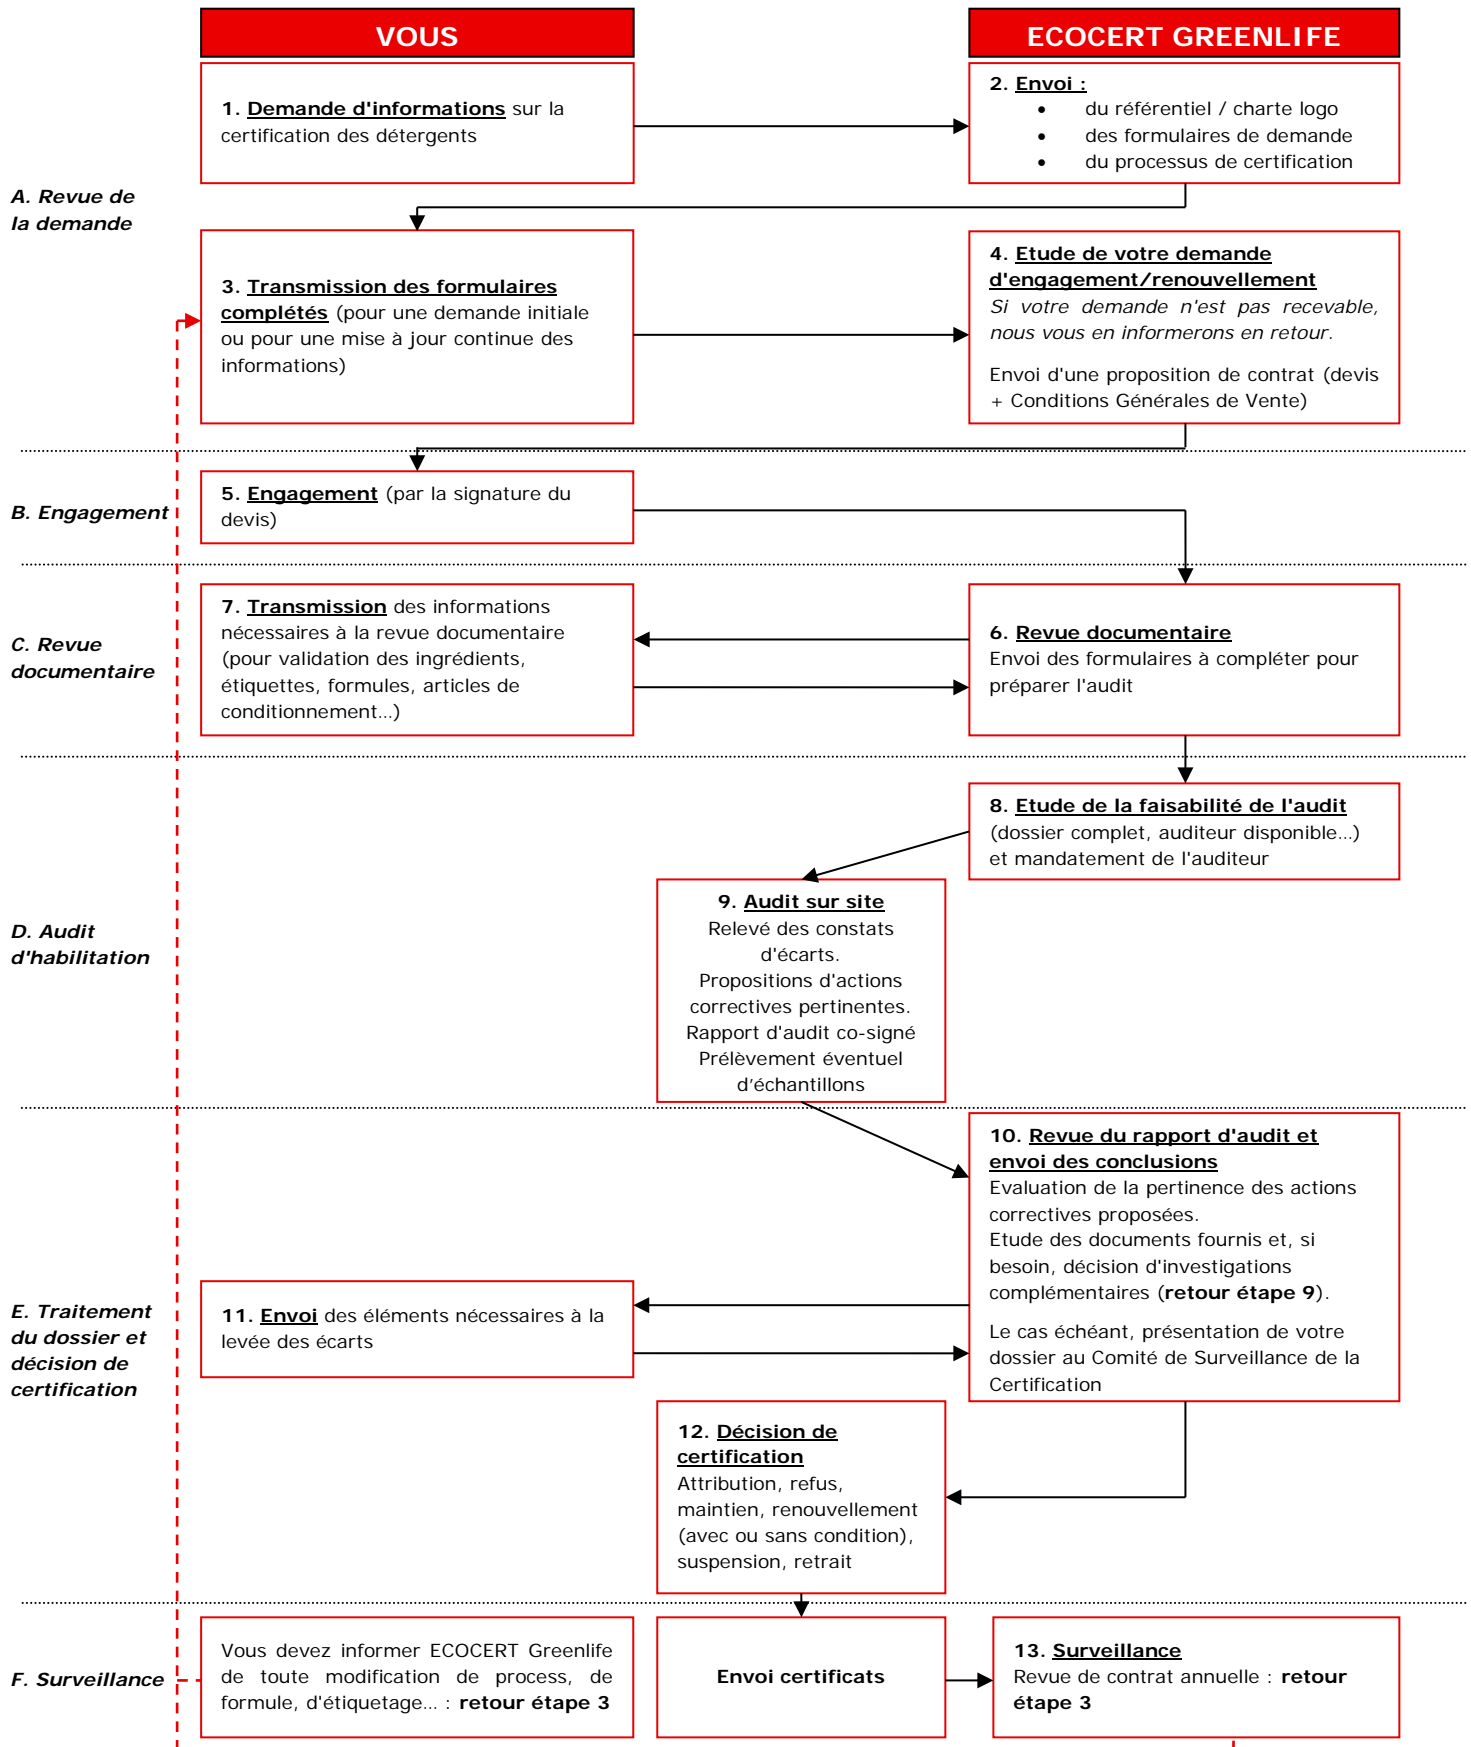 VOUS
ECOCERT GREENLIFE
1. Demande d'informations sur la
certification des détergents
2. Envoi :
• du référentiel / charte logo
• des formulaires de demande
• du processus de certification
A. Revue de
la demande
3. Transmission des formulaires
complétés (pour une demande initiale
ou pour une mise à jour continue des
informations)
4. Etude de votre demande
d'engagement/renouvellement
Si votre demande n'est pas recevable,
nous vous en informerons en retour.
Envoi d'une proposition de contrat (devis
+ Conditions Générales de Vente)
B. Engagement
5. Engagement (par la signature du
devis)
C. Revue
documentaire
7. Transmission des informations
nécessaires à la revue documentaire
(pour validation des ingrédients,
étiquettes, formules, articles de
conditionnement…)
6. Revue documentaire
Envoi des formulaires à compléter pour
préparer l'audit
8. Etude de la faisabilité de l'audit
(dossier complet, auditeur disponible…)
et mandatement de l'auditeur
D. Audit
d'habilitation
9. Audit sur site
Relevé des constats
d'écarts.
Propositions d'actions
correctives pertinentes.
Rapport d'audit co-signé
Prélèvement éventuel
d’échantillons
10. Revue du rapport d'audit et
envoi des conclusions
Evaluation de la pertinence des actions
correctives proposées.
Etude des documents fournis et, si
besoin, décision d'investigations
complémentaires (retour étape 9).
Le cas échéant, présentation de votre
dossier au Comité de Surveillance de la
Certification
E. Traitement
du dossier et
décision de
certification
11. Envoi des éléments nécessaires à la
levée des écarts
12. Décision de
certification
Attribution, refus,
maintien, renouvellement
(avec ou sans condition),
suspension, retrait
F. Surveillance
Vous devez informer ECOCERT Greenlife
de toute modification de process, de
formule, d'étiquetage… : retour étape 3
Envoi certificats
13. Surveillance
Revue de contrat annuelle : retour
étape 3